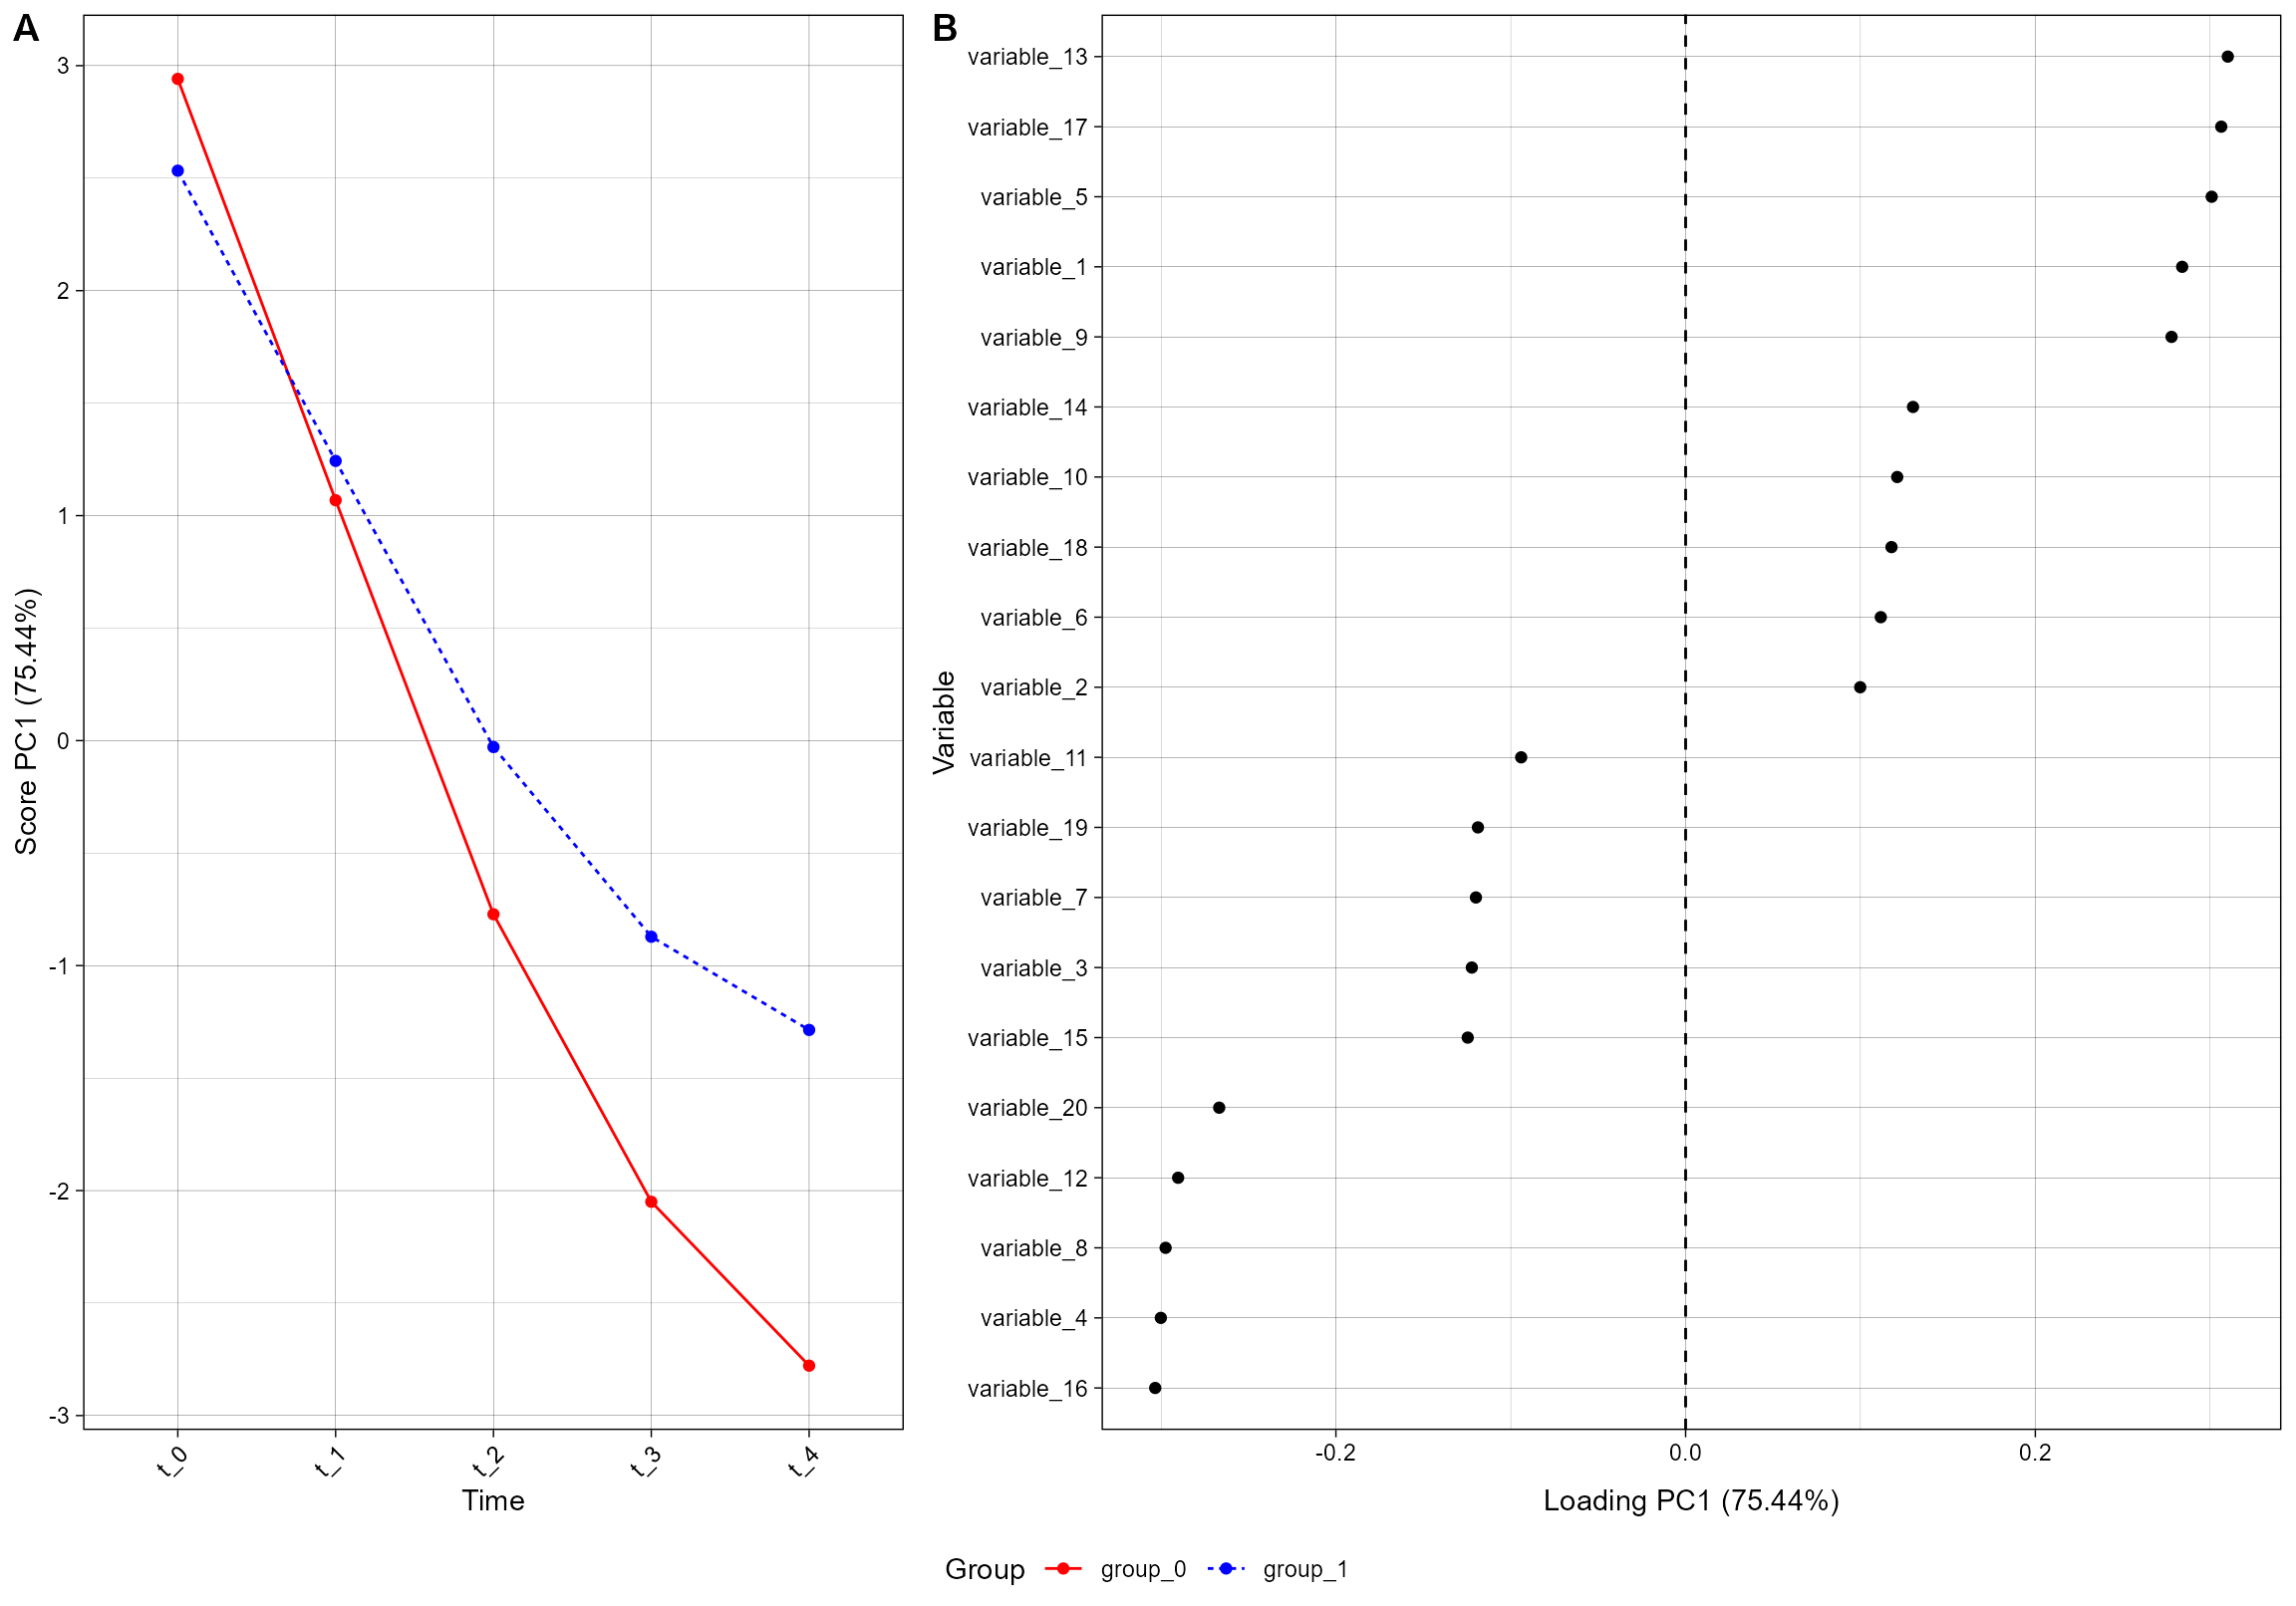 A
Score PC1 (75.44%)
3
2
1
0
-1
-2
-3
t_0
t_1
t_2
t_3
t_4
Time
B
Variable
variable_13
variable_17
variable_5
variable_1
variable_9
variable_14
variable_10
variable_18
variable_6
variable_2
variable_11
variable_19
variable_7
variable_3
variable_15
variable_20
variable_12
variable_8
variable_4
variable_16
-0.2
0.0
0.2
Loading PC1 (75.44%)
Group
group_0
group_1